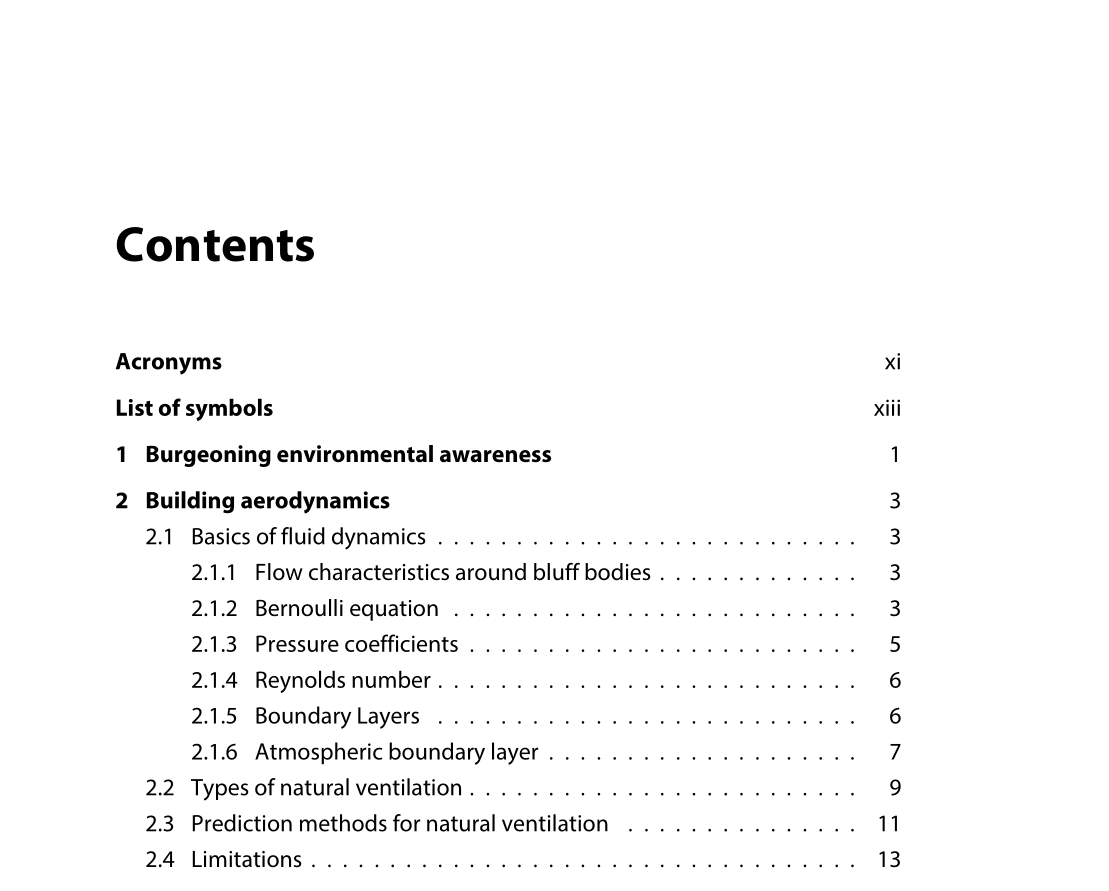 Contents
Acronyms xi
List of symbols xiii
1 Burgeoning environmental awareness 1
2 Building aerodynamics 3
2.1 Basics of fluid dynamics . . . . . . . . . . . . . . . . . . . . . . . . . . . 3
2.1.1 Flow characteristics around bluff bodies . . . . . . . . . . . . . 3
2.1.2 Bernoulli equation . . . . . . . . . . . . . . . . . . . . . . . . . . 3
2.1.3 Pressure coefficients . . . . . . . . . . . . . . . . . . . . . . . . . 5
2.1.4 Reynolds number . . . . . . . . . . . . . . . . . . . . . . . . . . . 6
2.1.5 Boundary Layers . . . . . . . . . . . . . . . . . . . . . . . . . . . 6
2.1.6 Atmospheric boundary layer . . . . . . . . . . . . . . . . . . . . 7
2.2 Types of natural ventilation . . . . . . . . . . . . . . . . . . . . . . . . . 9
2.3 Prediction methods for natural ventilation . . . . . . . . . . . . . . . 11
2.4 Limitations . . . . . . . . . . . . . . . . . . . . . . . . . . . . . . . . . . . 13